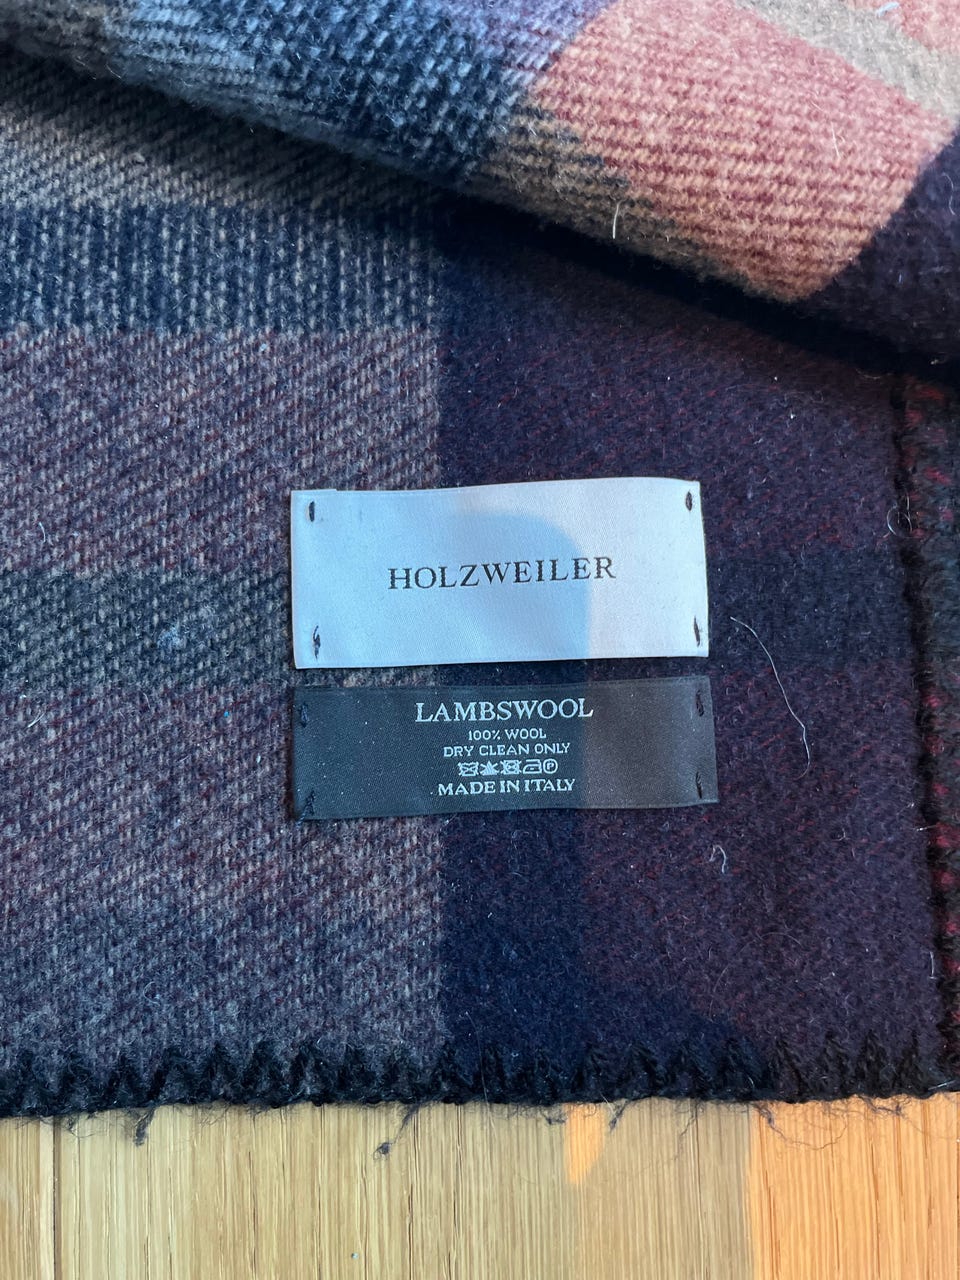 HOLZWEILER
LAMBSWOOL
100% WOOL
DRY CLEAN ONLY
MADE IN ITALY